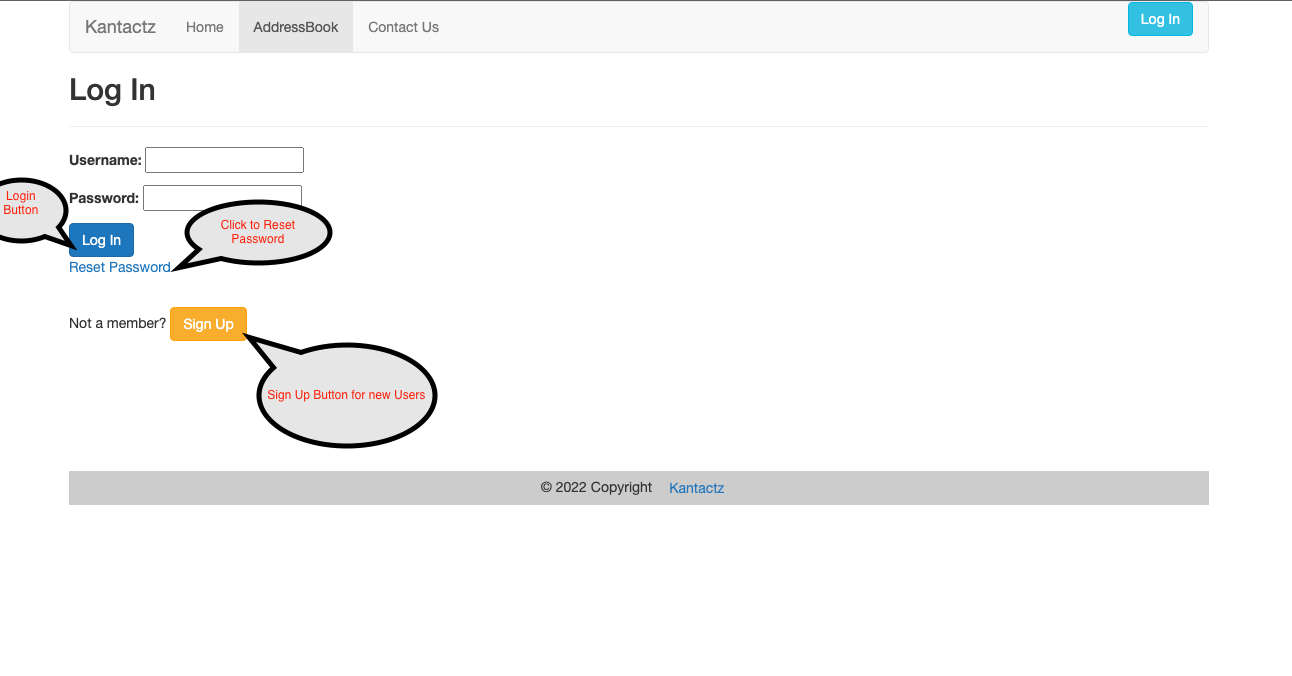 Kantactz Home AddressBook Contact Us Log In
Log In
Username:
Login
Button
Password:
Click to Reset
Password
Log In
Reset Password
Not a member? Sign Up
Sign Up Button for new Users
© 2022 Copyright Kantactz